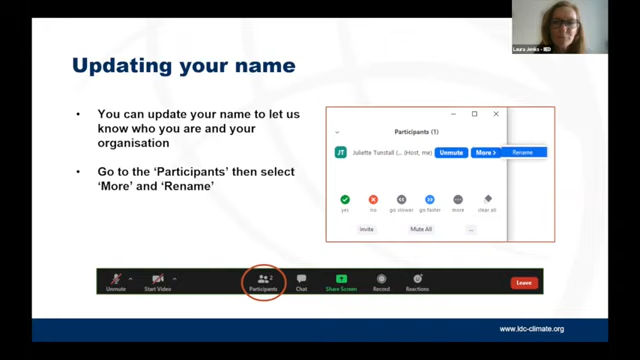 Laura Jenks - IIED
Updating your name
• You can update your name to let us
know who you are and your
organisation
• Go to the ‘Participants’ then select
‘More’ and ‘Rename’
Participants (1)
JT Juliette Tunstall (... (Host, me) Unmute More > Rename
yes no go slower go faster more clear all
Invite Mute All ...
Unmute Start Video Participants 2 Chat Share Screen Record Reactions Leave
www.ldc-climate.org